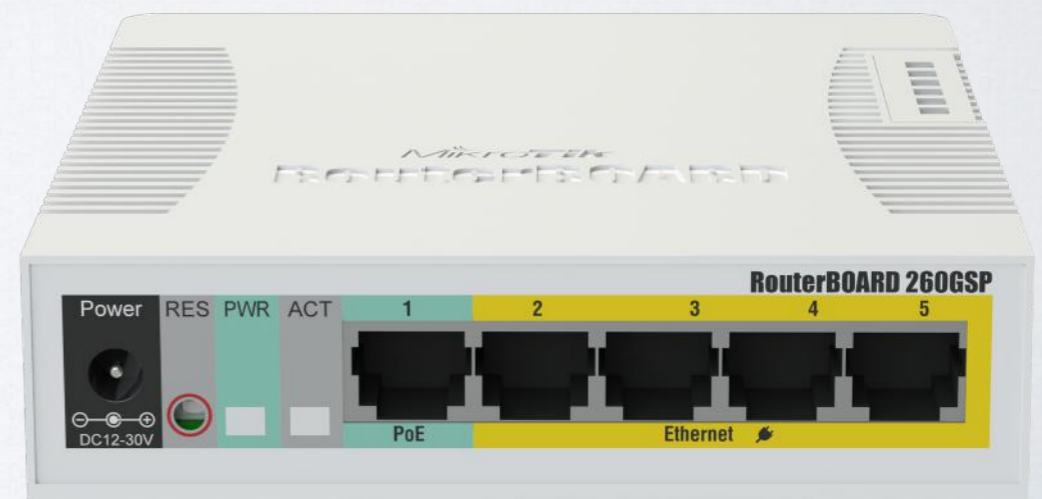 MikroTik
RouterBOARD
RouterBOARD 260GSP
Power RES PWR ACT 1 2 3 4 5
DC12-30V PoE Ethernet